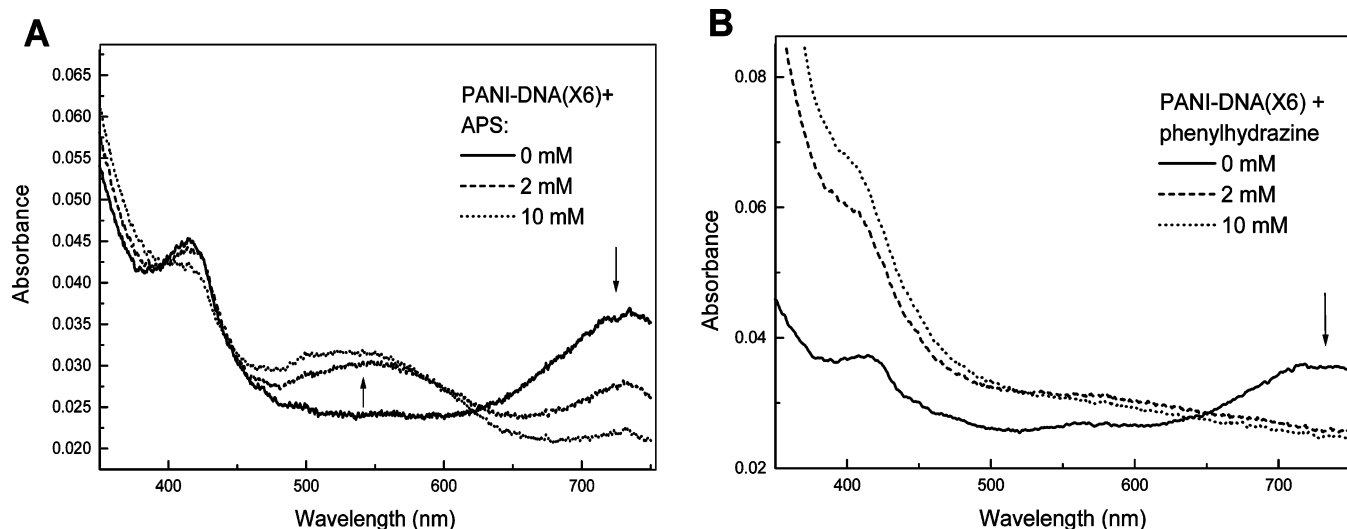 A
PANI-DNA(X6)+
APS:
0 mM
2 mM
10 mM
0.065
0.060
0.055
0.050
0.045
0.040
0.035
0.030
0.025
0.020
Absorbance
400
500
600
700
Wavelength (nm)
B
PANI-DNA(X6) +
phenylhydrazine
0 mM
2 mM
10 mM
0.08
0.06
0.04
0.02
Absorbance
400
500
600
700
Wavelength (nm)